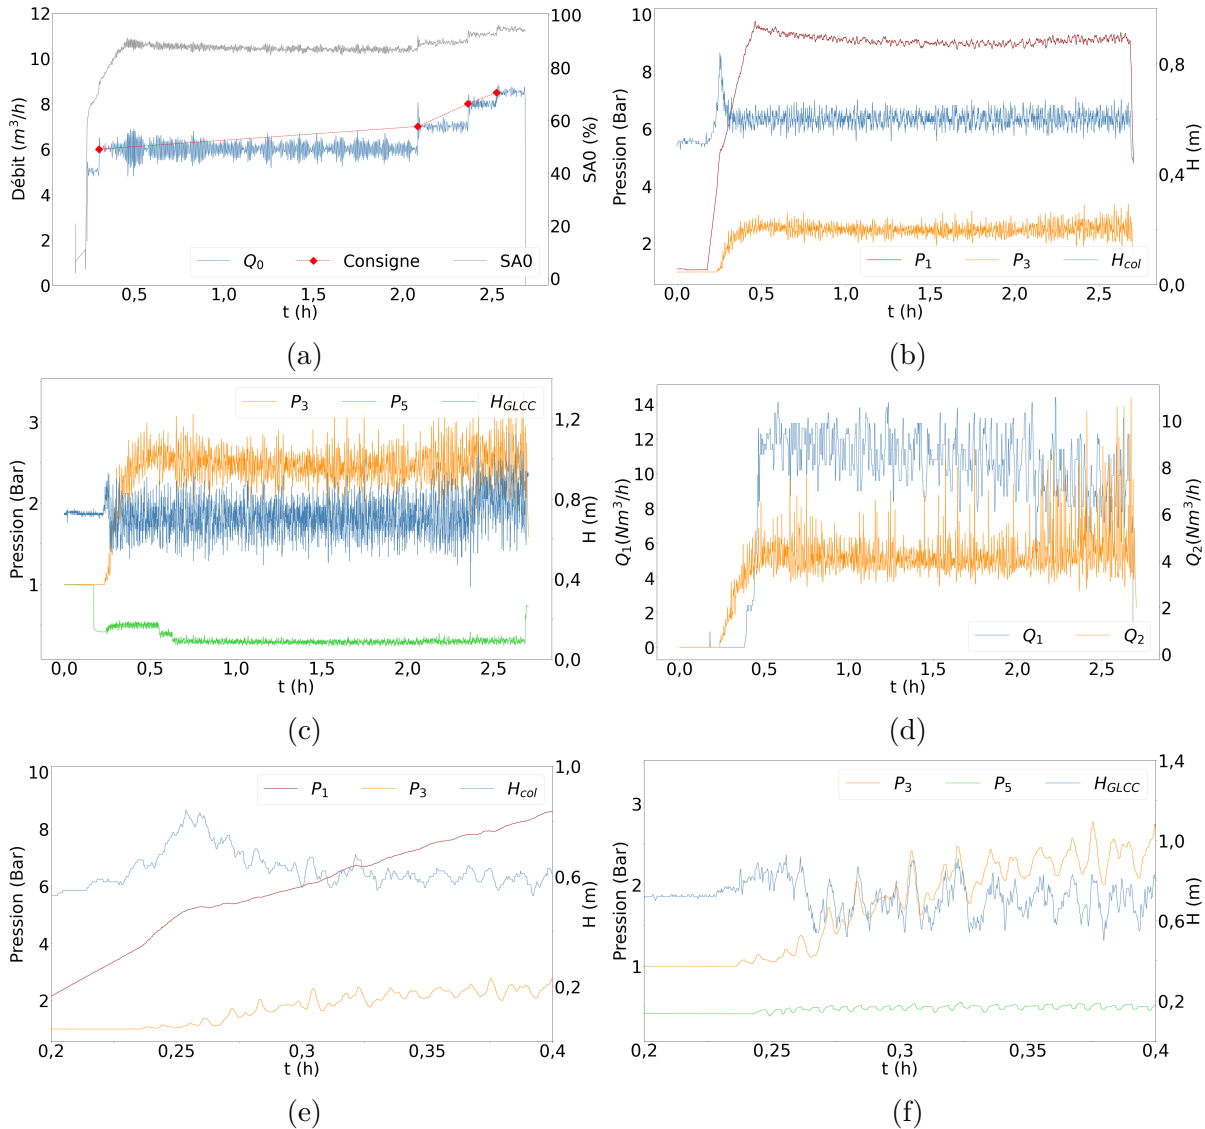 12
10
8
6
4
2
0
Débit (m³/h)
100
80
60
40
20
0
SA0 (%)
Q₀
Consigne
SA0
0,5
1,0
1,5
2,0
2,5
t (h)
(a)
10
8
6
4
2
Pression (Bar)
0,8
0,4
0,0
H (m)
P₁
P₃
H_col
0,0
0,5
1,0
1,5
2,0
2,5
t (h)
(b)
3
2
1
Pression (Bar)
1,2
0,8
0,4
0,0
H (m)
P₃
P₅
H_GLCC
0,0
0,5
1,0
1,5
2,0
2,5
t (h)
(c)
14
12
10
8
6
4
2
0
Q₁(Nm³/h)
10
8
6
4
2
0
Q₂(Nm³/h)
Q₁
Q₂
0,0
0,5
1,0
1,5
2,0
2,5
t (h)
(d)
10
8
6
4
2
Pression (Bar)
1,0
0,6
0,2
H (m)
P₁
P₃
H_col
0,2
0,25
0,3
0,35
0,4
t (h)
(e)
3
2
1
Pression (Bar)
1,4
1,0
0,6
0,2
H (m)
P₃
P₅
H_GLCC
0,2
0,25
0,3
0,35
0,4
t (h)
(f)